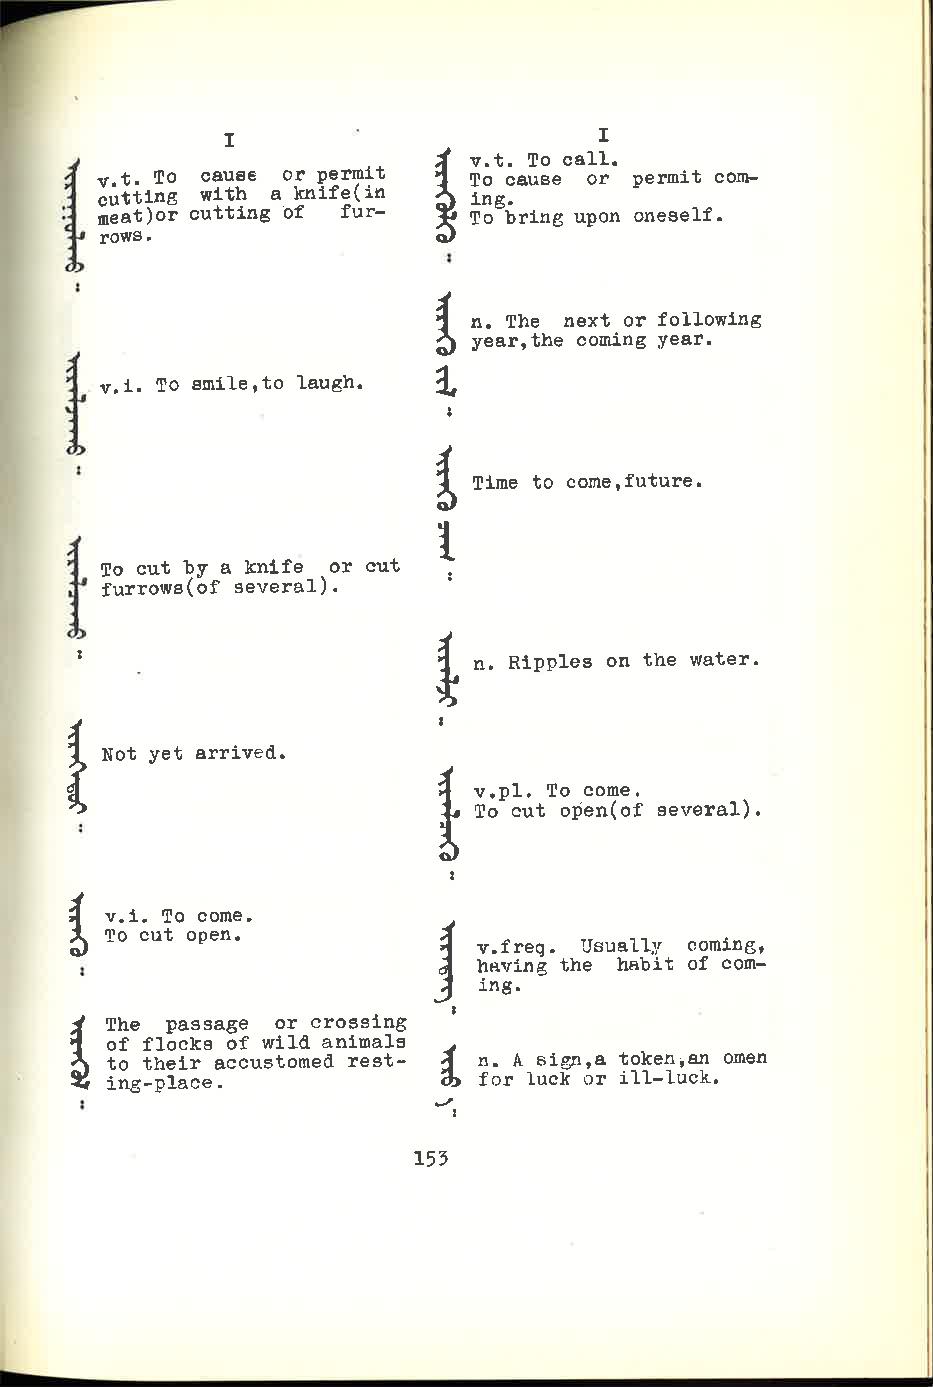 I
v.t. To cause or permit
cutting with a knife(in
meat)or cutting of fur-
rows.
v.i. To smile,to laugh.
To cut by a knife or cut
furrows(of several).
Not yet arrived.
v.i. To come.
To cut open.
The passage or crossing
of flocks of wild animals
to their accustomed rest-
ing-place.
I
v.t. To call.
To cause or permit com-
ing.
To bring upon oneself.
n. The next or following
year,the coming year.
Time to come,future.
n. Ripples on the water.
v.pl. To come.
To cut open(of several).
v.freq. Usually coming,
having the habit of com-
ing.
n. A sign,a token,an omen
for luck or ill-luck.
153